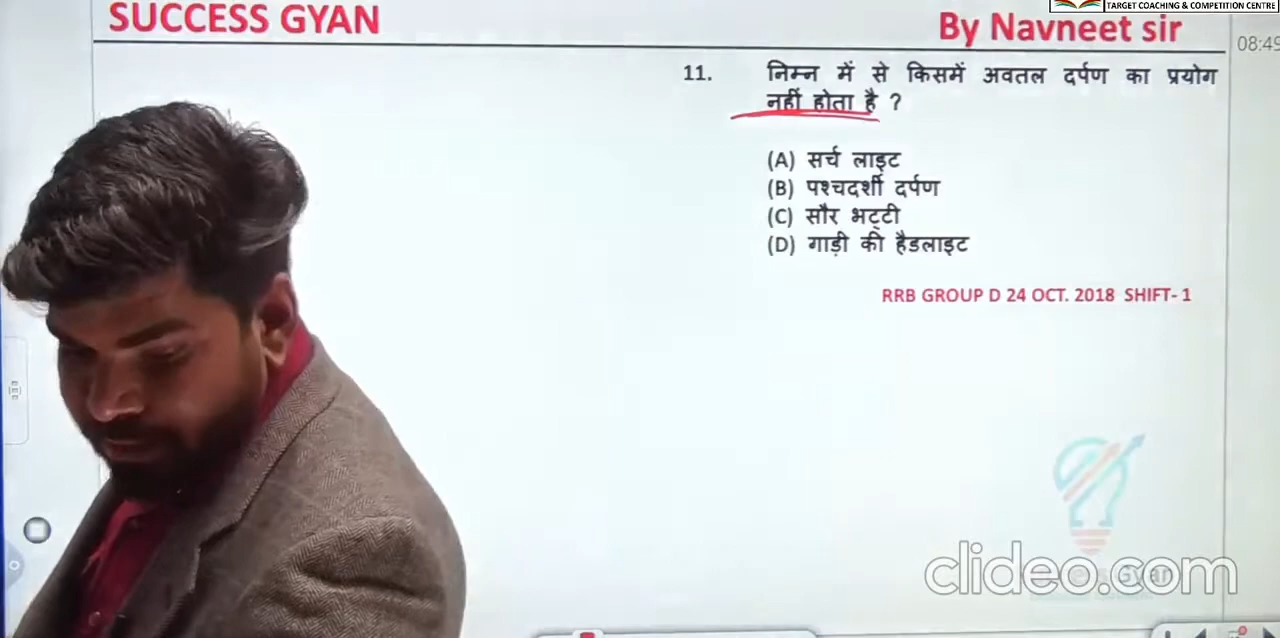 TARGET COACHING & COMPETITION CENTRE
SUCCESS GYAN
By Navneet sir
08:49
11. निम्न में से किसमें अवतल दर्पण का प्रयोग
नहीं होता है ?
(A) सर्च लाइट
(B) पश्चदर्शी दर्पण
(C) सौर भट्टी
(D) गाड़ी की हैडलाइट
RRB GROUP D 24 OCT. 2018 SHIFT- 1
clideo.com
Gyan